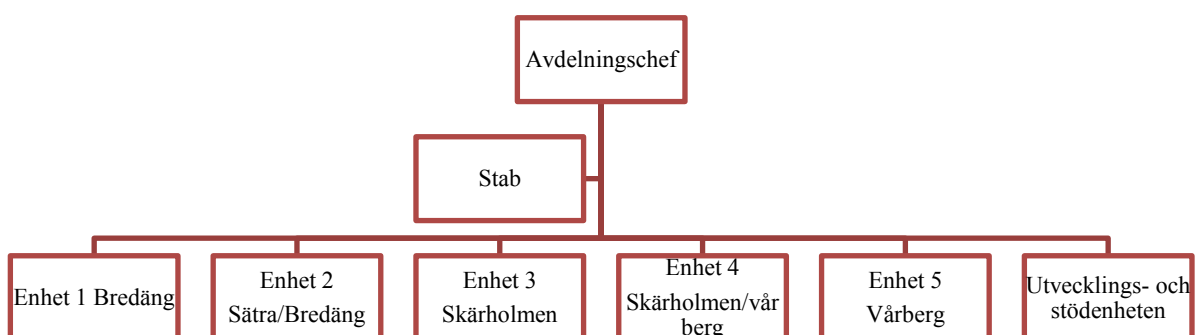 Avdelningschef
Stab
Enhet 1 Bredäng
Enhet 2
Sätra/Bredäng
Enhet 3
Skärholmen
Enhet 4
Skärholmen/vår
berg
Enhet 5
Vårberg
Utvecklings- och
stödenheten